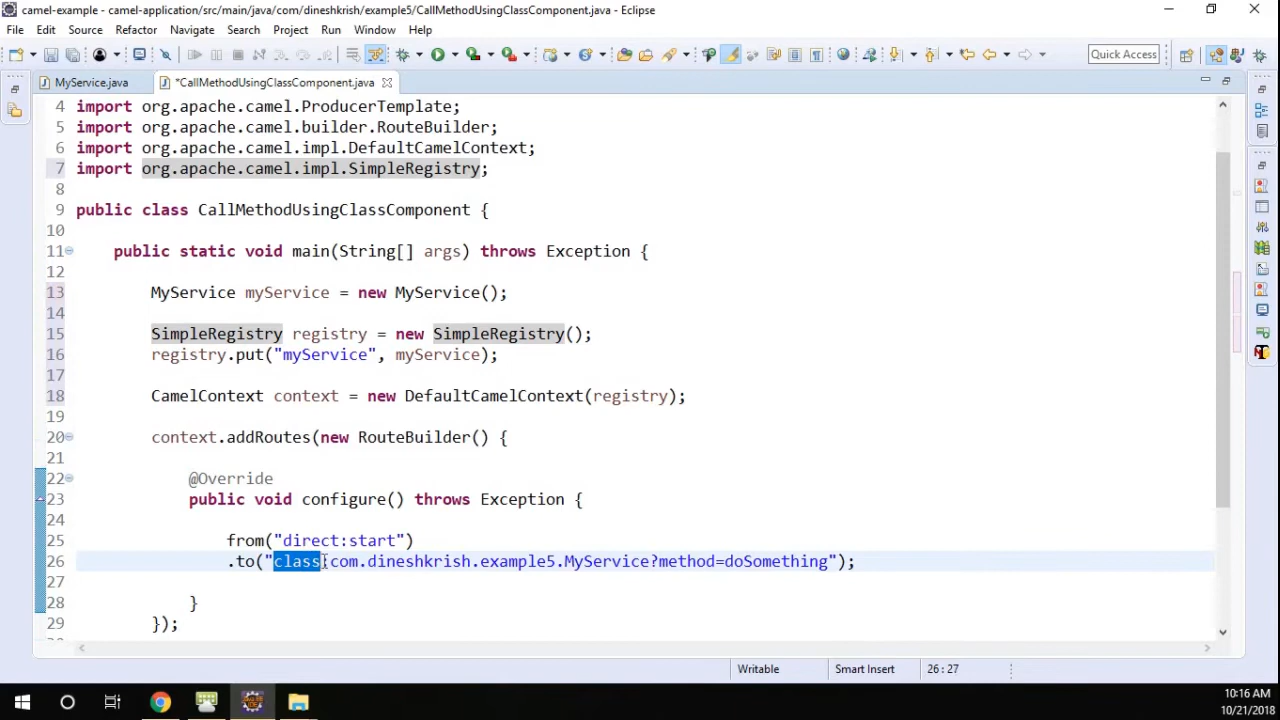 camel-example - camel-application/src/main/java/com/dineshkrish/example5/CallMethodUsingClassComponent.java - Eclipse
File Edit Source Refactor Navigate Search Project Run Window Help
Quick Access
MyService.java *CallMethodUsingClassComponent.java
4 import org.apache.camel.ProducerTemplate;
5 import org.apache.camel.builder.RouteBuilder;
6 import org.apache.camel.impl.DefaultCamelContext;
7 import org.apache.camel.impl.SimpleRegistry;
8
9 public class CallMethodUsingClassComponent {
10
11 public static void main(String[] args) throws Exception {
12
13 MyService myService = new MyService();
14
15 SimpleRegistry registry = new SimpleRegistry();
16 registry.put("myService", myService);
17
18 CamelContext context = new DefaultCamelContext(registry);
19
20 context.addRoutes(new RouteBuilder() {
21
22 @Override
23 public void configure() throws Exception {
24
25 from("direct:start")
26 .to("class:com.dineshkrish.example5.MyService?method=doSomething");
27
28 }
29 });
Writable Smart Insert 26 : 27
10:16 AM
10/21/2018